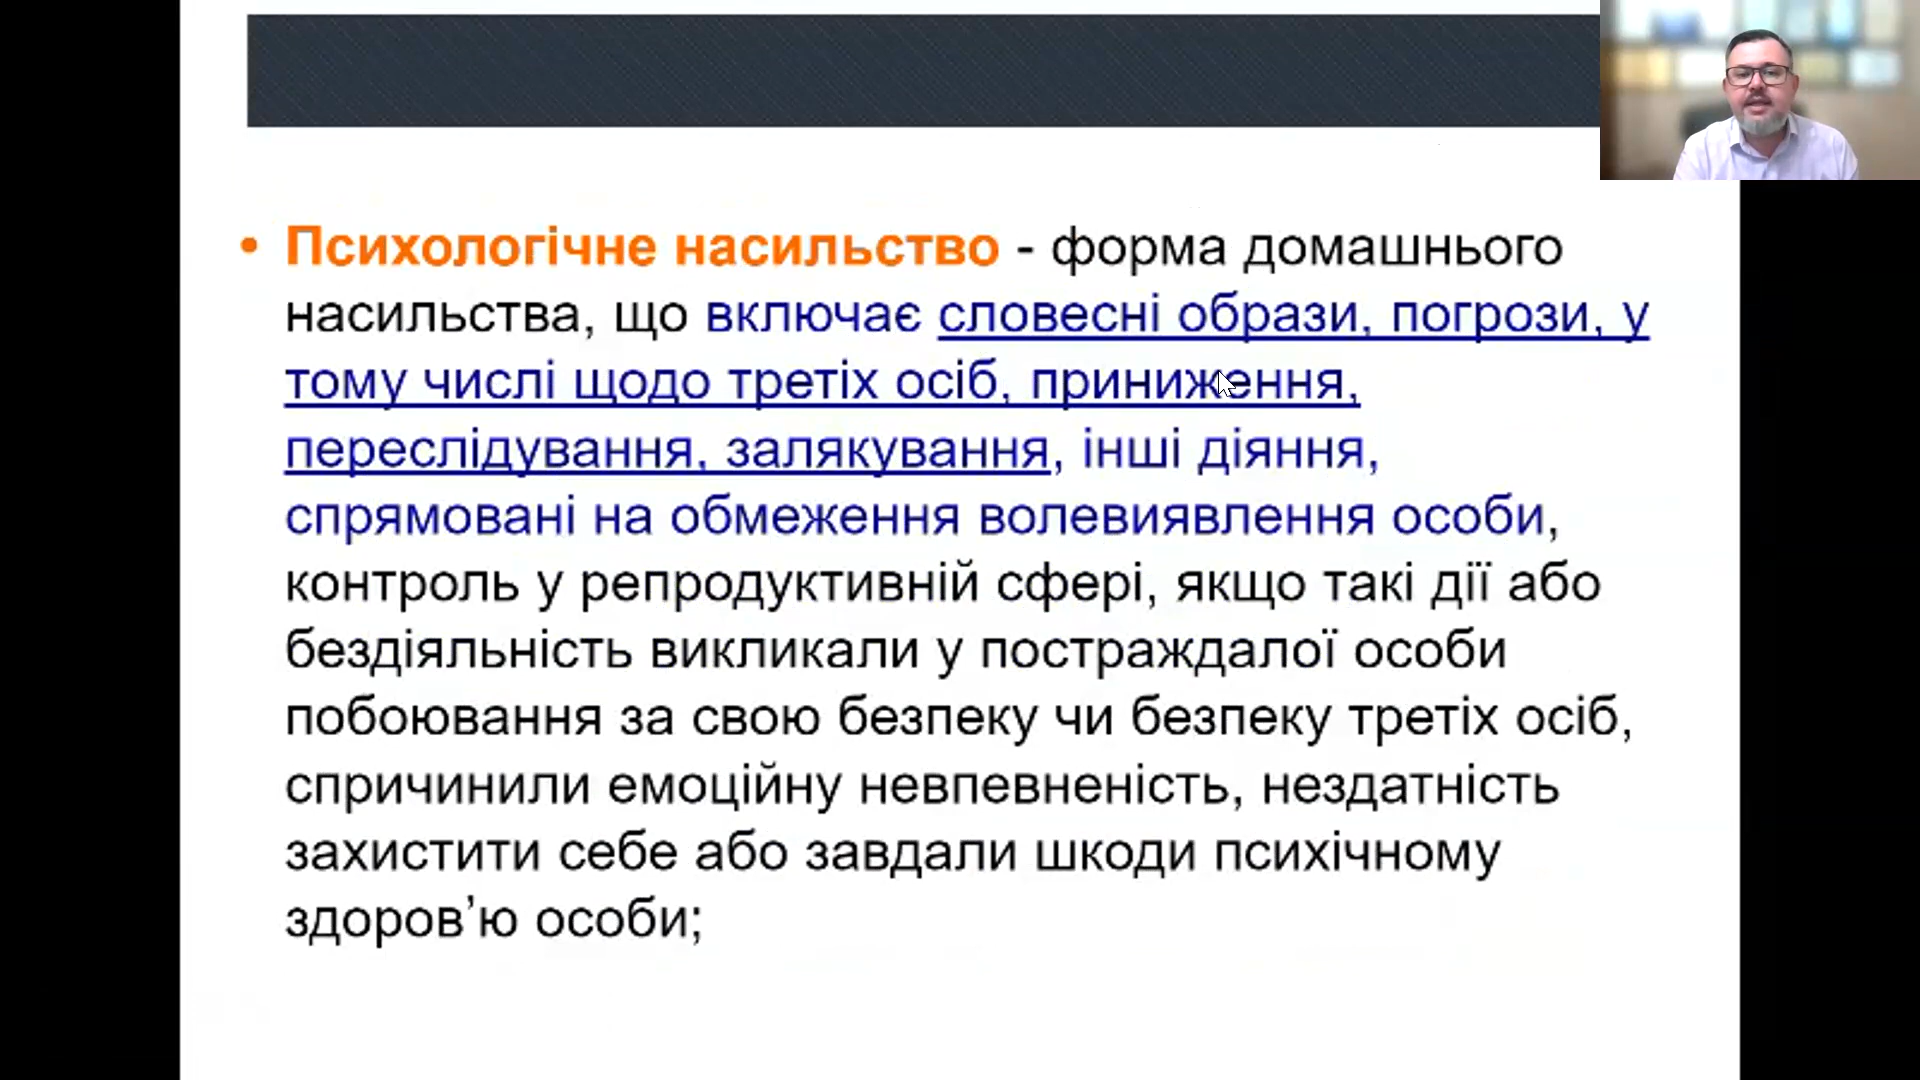 • Психологічне насильство - форма домашнього
насильства, що включає словесні образи, погрози, у
тому числі щодо третіх осіб, приниження,
переслідування, залякування, інші діяння,
спрямовані на обмеження волевиявлення особи,
контроль у репродуктивній сфері, якщо такі дії або
бездіяльність викликали у постраждалої особи
побоювання за свою безпеку чи безпеку третіх осіб,
спричинили емоційну невпевненість, нездатність
захистити себе або завдали шкоди психічному
здоров’ю особи;